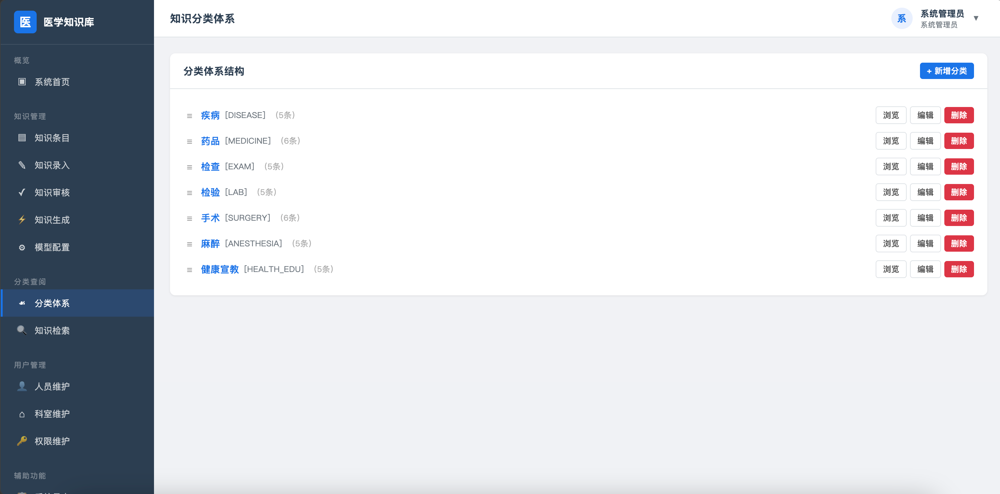 医 医学知识库
概览
系统首页
知识管理
知识条目
知识录入
知识审核
知识生成
模型配置
分类查阅
分类体系
知识检索
用户管理
人员维护
科室维护
权限维护
辅助功能
知识分类体系
系 系统管理员
系统管理员
分类体系结构
+ 新增分类
疾病 [DISEASE] (5条) 浏览 编辑 删除
药品 [MEDICINE] (6条) 浏览 编辑 删除
检查 [EXAM] (5条) 浏览 编辑 删除
检验 [LAB] (5条) 浏览 编辑 删除
手术 [SURGERY] (6条) 浏览 编辑 删除
麻醉 [ANESTHESIA] (5条) 浏览 编辑 删除
健康宣教 [HEALTH_EDU] (5条) 浏览 编辑 删除